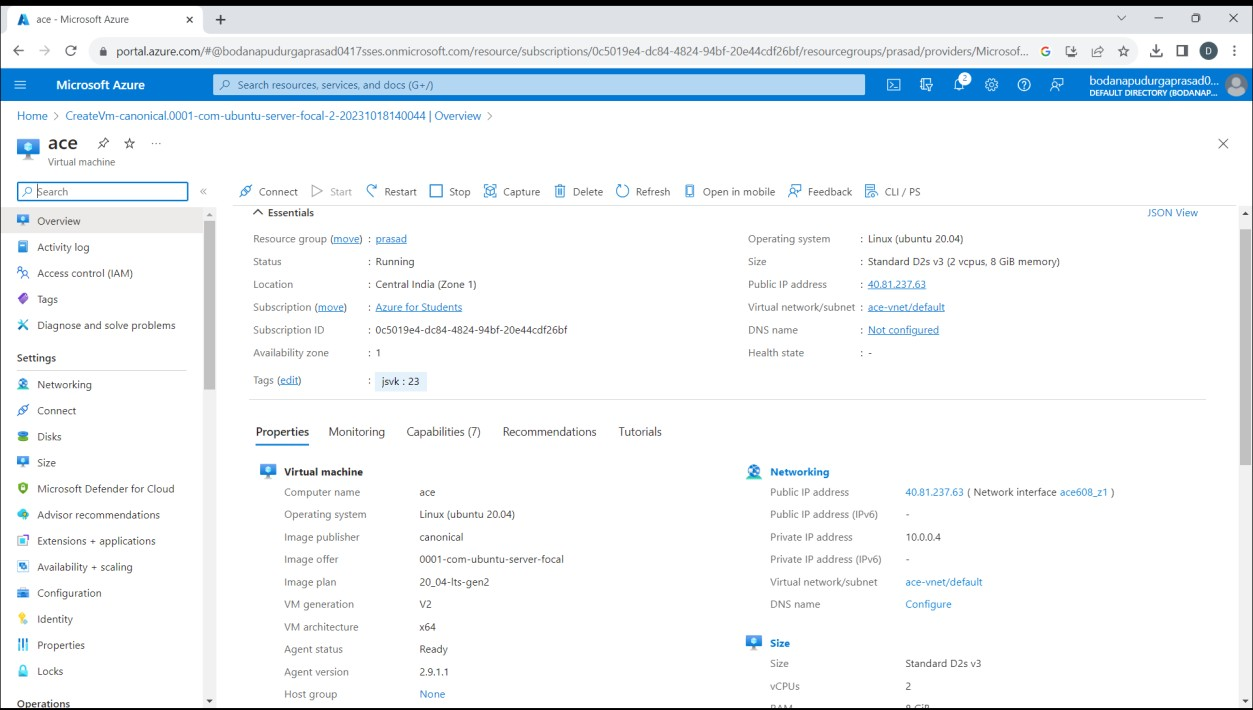 ace - Microsoft Azure
portal.azure.com/#@bodanapudurgaprasad0417sses.onmicrosoft.com/resource/subscriptions/0c5019e4-dc84-4824-94bf-20e44cdf26bf/resourcegroups/prasad/providers/Microsof...
D
Microsoft Azure
Search resources, services, and docs (G+/)
2
bodanapudurgaprasad0...
DEFAULT DIRECTORY (BODANAP...
Home > CreateVm-canonical.0001-com-ubuntu-server-focal-2-20231018140044 | Overview >
ace
Virtual machine
Search
Connect Start Restart Stop Capture Delete Refresh Open in mobile Feedback CLI / PS
Overview
Activity log
Access control (IAM)
Tags
Diagnose and solve problems
Settings
Networking
Connect
Disks
Size
Microsoft Defender for Cloud
Advisor recommendations
Extensions + applications
Availability + scaling
Configuration
Identity
Properties
Locks
Operations
Essentials
JSON View
Resource group (move) : prasad
Status : Running
Location : Central India (Zone 1)
Subscription (move) : Azure for Students
Subscription ID : 0c5019e4-dc84-4824-94bf-20e44cdf26bf
Availability zone : 1
Tags (edit) : jsvk : 23
Operating system : Linux (ubuntu 20.04)
Size : Standard D2s v3 (2 vcpus, 8 GiB memory)
Public IP address : 40.81.237.63
Virtual network/subnet : ace-vnet/default
DNS name : Not configured
Health state : -
Properties Monitoring Capabilities (7) Recommendations Tutorials
Virtual machine
Computer name ace
Operating system Linux (ubuntu 20.04)
Image publisher canonical
Image offer 0001-com-ubuntu-server-focal
Image plan 20_04-lts-gen2
VM generation V2
VM architecture x64
Agent status Ready
Agent version 2.9.1.1
Host group None
Networking
Public IP address 40.81.237.63 ( Network interface ace608_z1 )
Public IP address (IPv6) -
Private IP address 10.0.0.4
Private IP address (IPv6) -
Virtual network/subnet ace-vnet/default
DNS name Configure
Size
Size Standard D2s v3
vCPUs 2
RAM 8 GiB